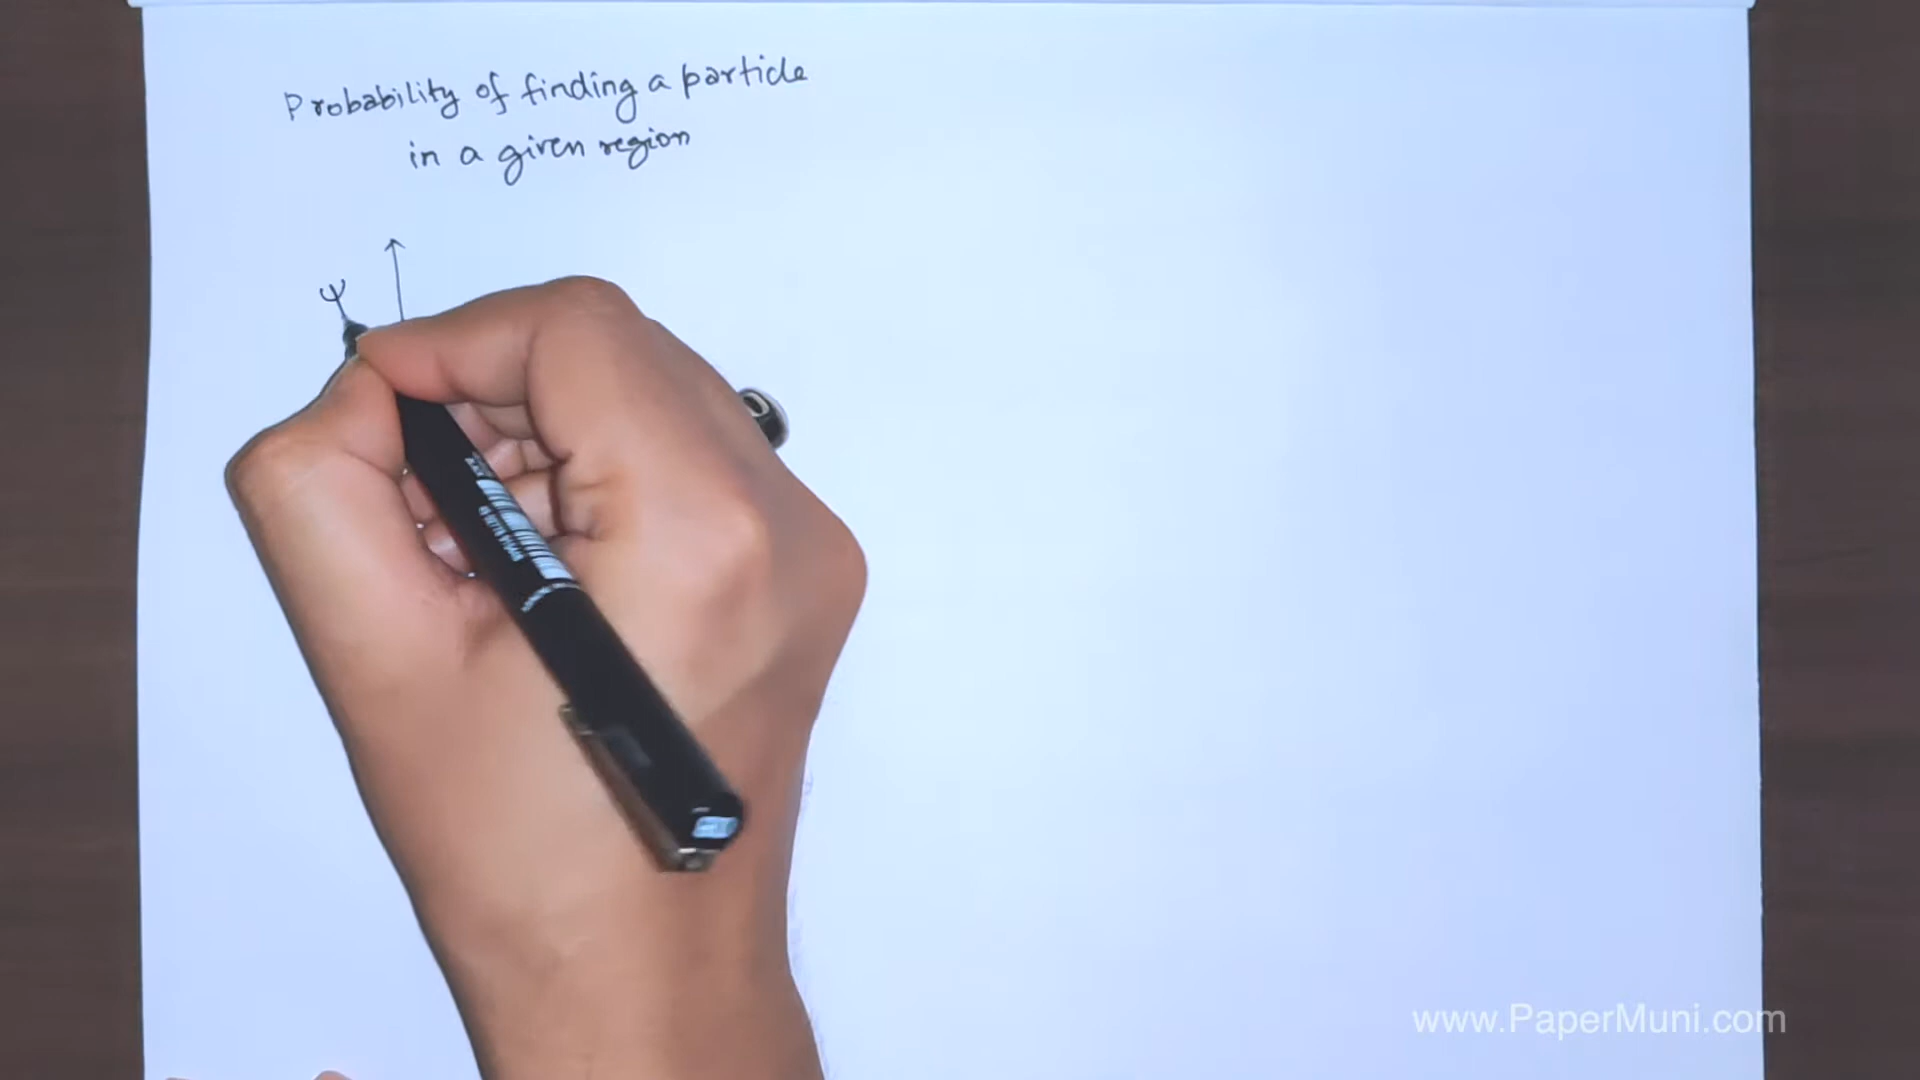 Probability of finding a particle
in a given region
ψ
www.PaperMuni.com